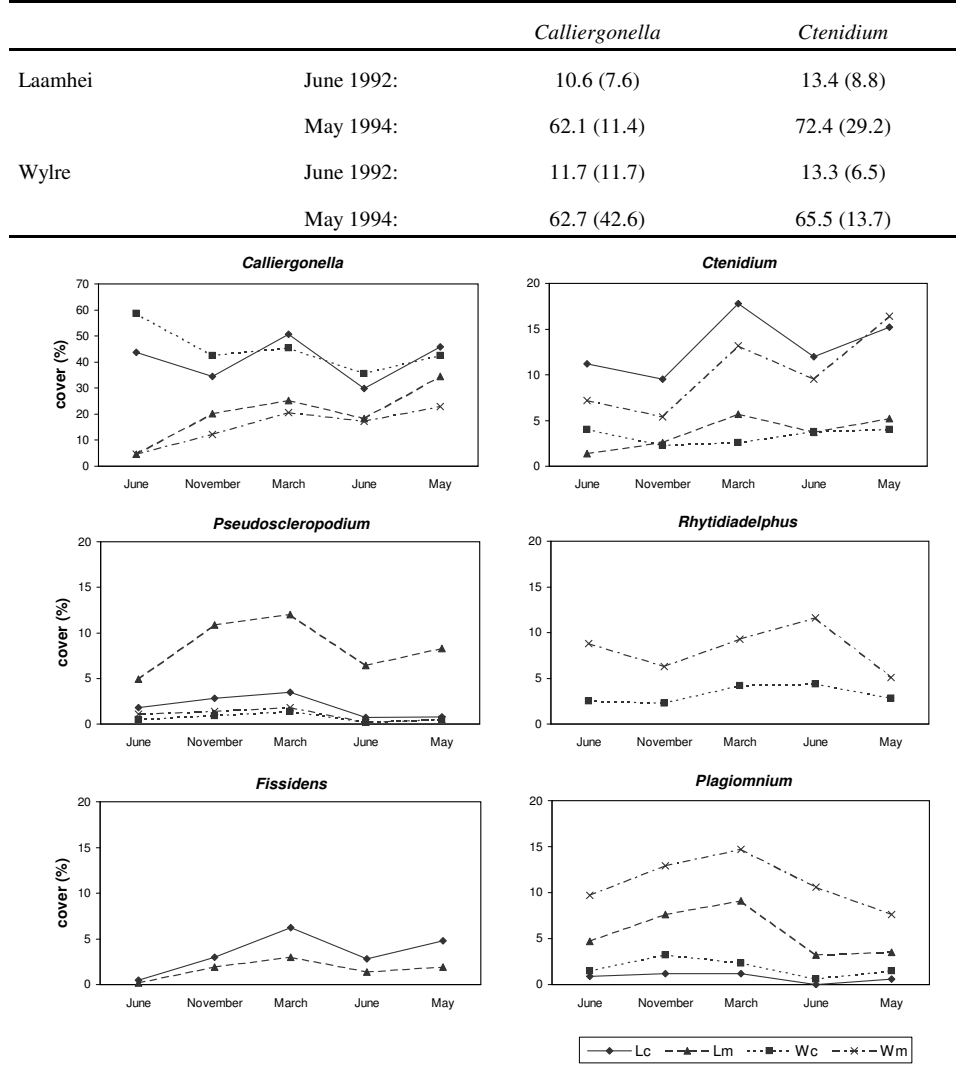 Calliergonella Ctenidium
Laamhei June 1992: 10.6 (7.6) 13.4 (8.8)
May 1994: 62.1 (11.4) 72.4 (29.2)
Wylre June 1992: 11.7 (11.7) 13.3 (6.5)
May 1994: 62.7 (42.6) 65.5 (13.7)
Calliergonella
cover (%)
70
60
50
40
30
20
10
0
June November March June May
Ctenidium
20
15
10
5
0
June November March June May
Pseudoscleropodium
cover (%)
20
15
10
5
0
June November March June May
Rhytidiadelphus
20
15
10
5
0
June November March June May
Fissidens
cover (%)
20
15
10
5
0
June November March June May
Plagiomnium
20
15
10
5
0
June November March June May
Lc Lm Wc Wm